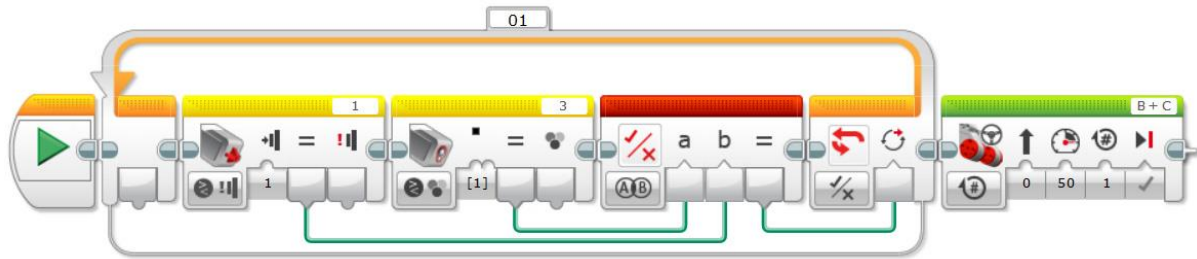 01
1 3 B + C
= ! = a b = #
1 [1] A B # 0 50 1